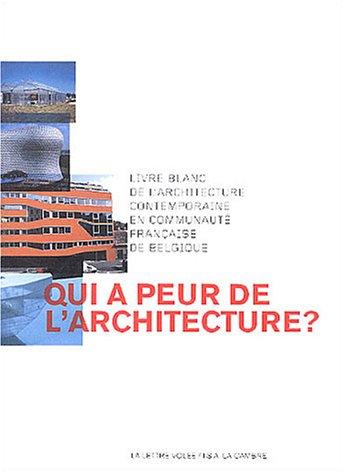 LIVRE BLANC
DE L'ARCHITECTURE
CONTEMPORAINE
EN COMMUNAUTÉ
FRANÇAISE
DE BELGIQUE
QUI A PEUR DE
L'ARCHITECTURE?
LA LETTRE VOLÉE / ISA LA CAMBRE